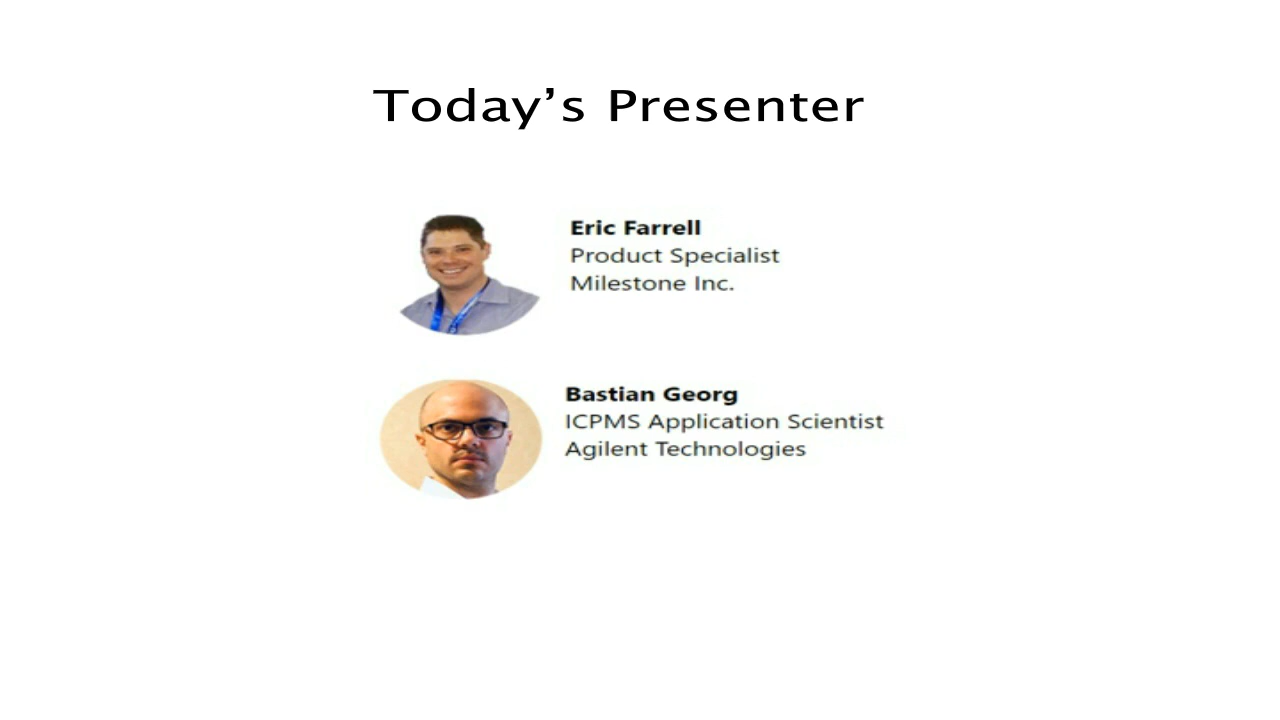 Today’s Presenter
Eric Farrell
Product Specialist
Milestone Inc.
Bastian Georg
ICPMS Application Scientist
Agilent Technologies